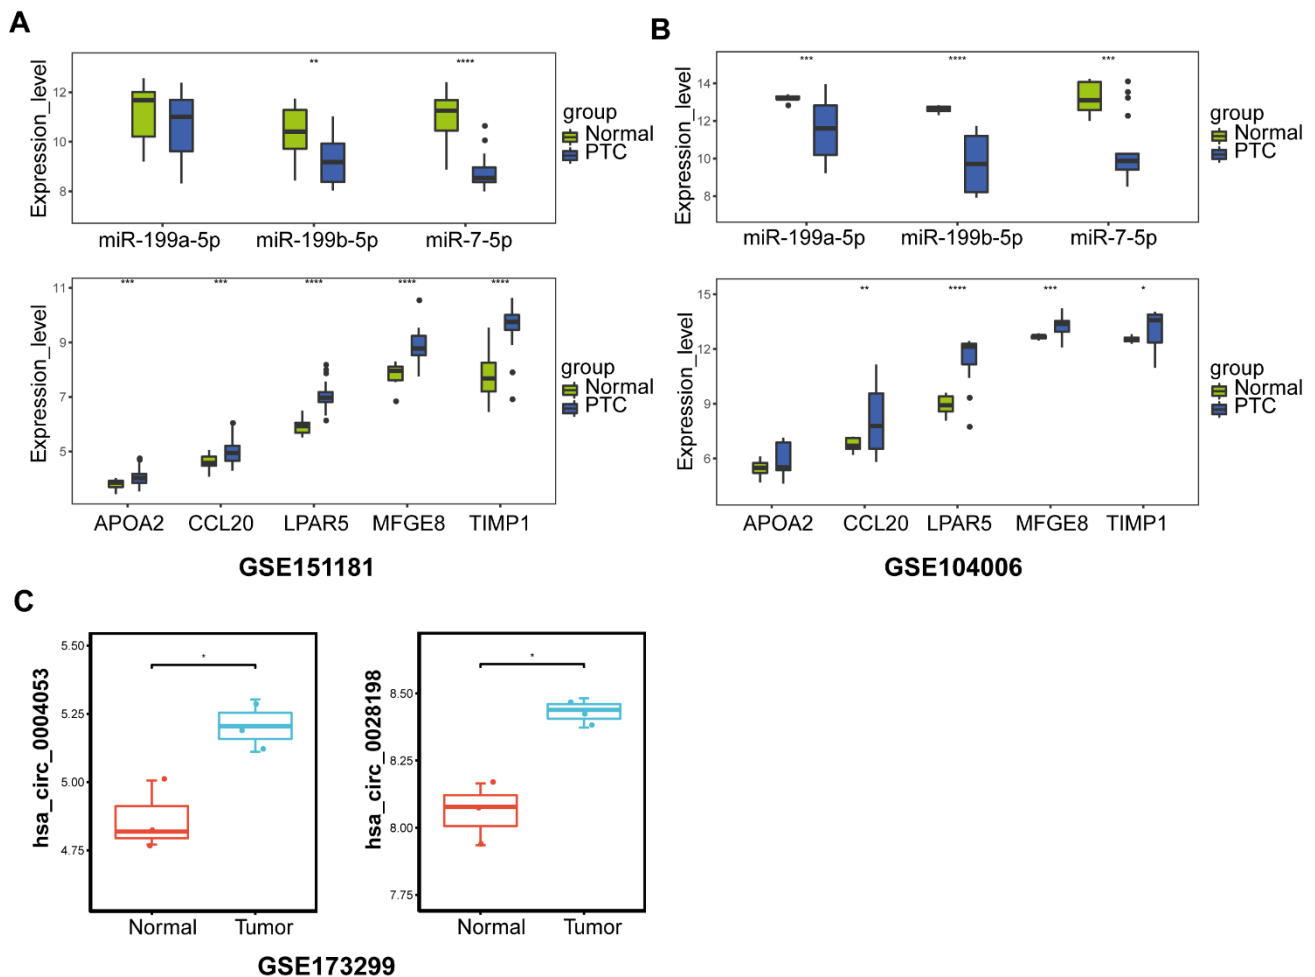 A
** ****
12
10
8
Expression_level
miR-199a-5p miR-199b-5p miR-7-5p
group
Normal
PTC
*** *** **** **** ****
11
9
7
5
Expression_level
APOA2 CCL20 LPAR5 MFGE8 TIMP1
group
Normal
PTC
GSE151181
B
*** **** ***
14
12
10
8
Expression_level
miR-199a-5p miR-199b-5p miR-7-5p
group
Normal
PTC
** **** *** *
15
12
9
6
Expression_level
APOA2 CCL20 LPAR5 MFGE8 TIMP1
group
Normal
PTC
GSE104006
C
*
5.50
5.25
5.00
4.75
hsa_circ_0004053
Normal Tumor
*
8.50
8.25
8.00
7.75
hsa_circ_0028198
Normal Tumor
GSE173299